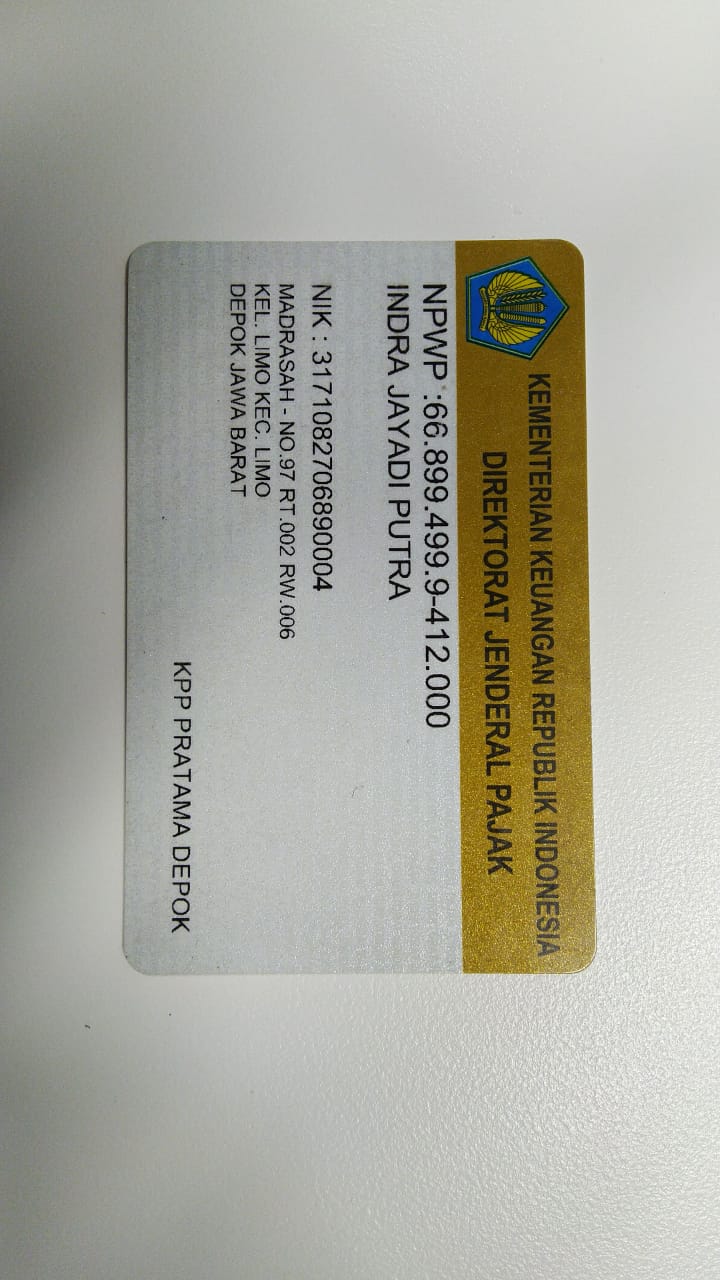 KEMENTERIAN KEUANGAN REPUBLIK INDONESIA
DIREKTORAT JENDERAL PAJAK
NPWP :66.899.499.9-412.000
INDRA JAYADI PUTRA
NIK : 3171082706890004
MADRASAH - NO.97 RT.002 RW.006
KEL. LIMO KEC. LIMO
DEPOK JAWA BARAT
KPP PRATAMA DEPOK